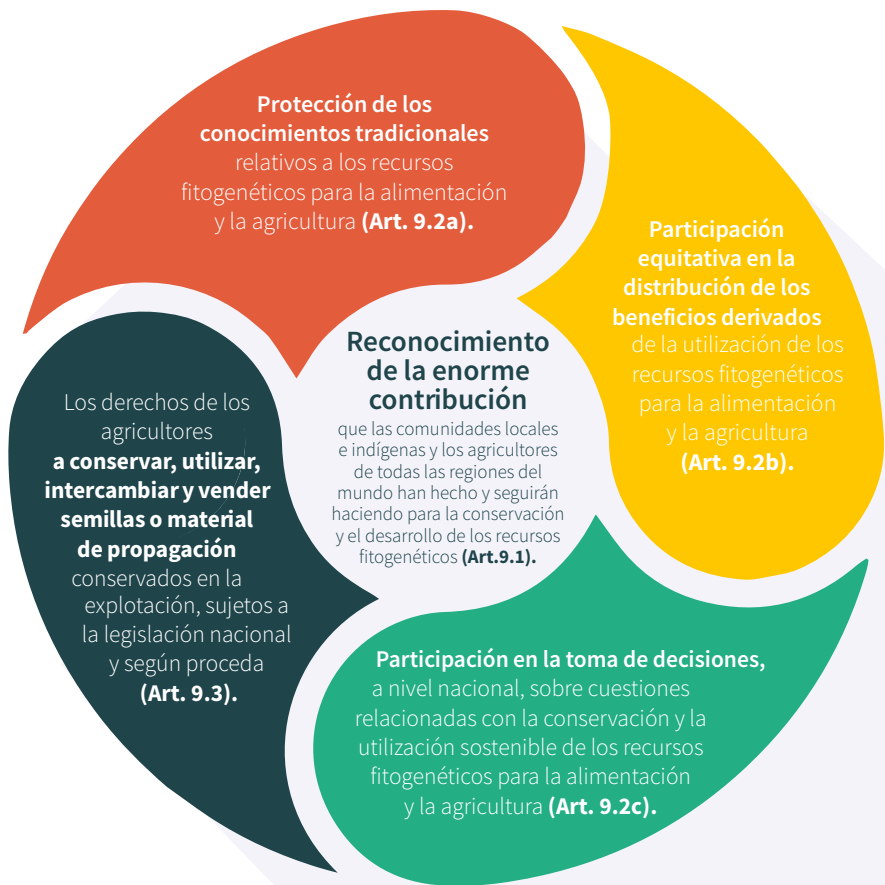 Protección de los
conocimientos tradicionales
relativos a los recursos
fitogenéticos para la alimentación
y la agricultura (Art. 9.2a).
Participación
equitativa en la
distribución de los
beneficios derivados
de la utilización de los
recursos fitogenéticos
para la alimentación
y la agricultura
(Art. 9.2b).
Reconocimiento
de la enorme
contribución
que las comunidades locales
e indígenas y los agricultores
de todas las regiones del
mundo han hecho y seguirán
haciendo para la conservación
y el desarrollo de los recursos
fitogenéticos (Art.9.1).
Los derechos de los
agricultores
a conservar, utilizar,
intercambiar y vender
semillas o material
de propagación
conservados en la
explotación, sujetos a
la legislación nacional
y según proceda
(Art. 9.3).
Participación en la toma de decisiones,
a nivel nacional, sobre cuestiones
relacionadas con la conservación y la
utilización sostenible de los recursos
fitogenéticos para la alimentación
y la agricultura (Art. 9.2c).